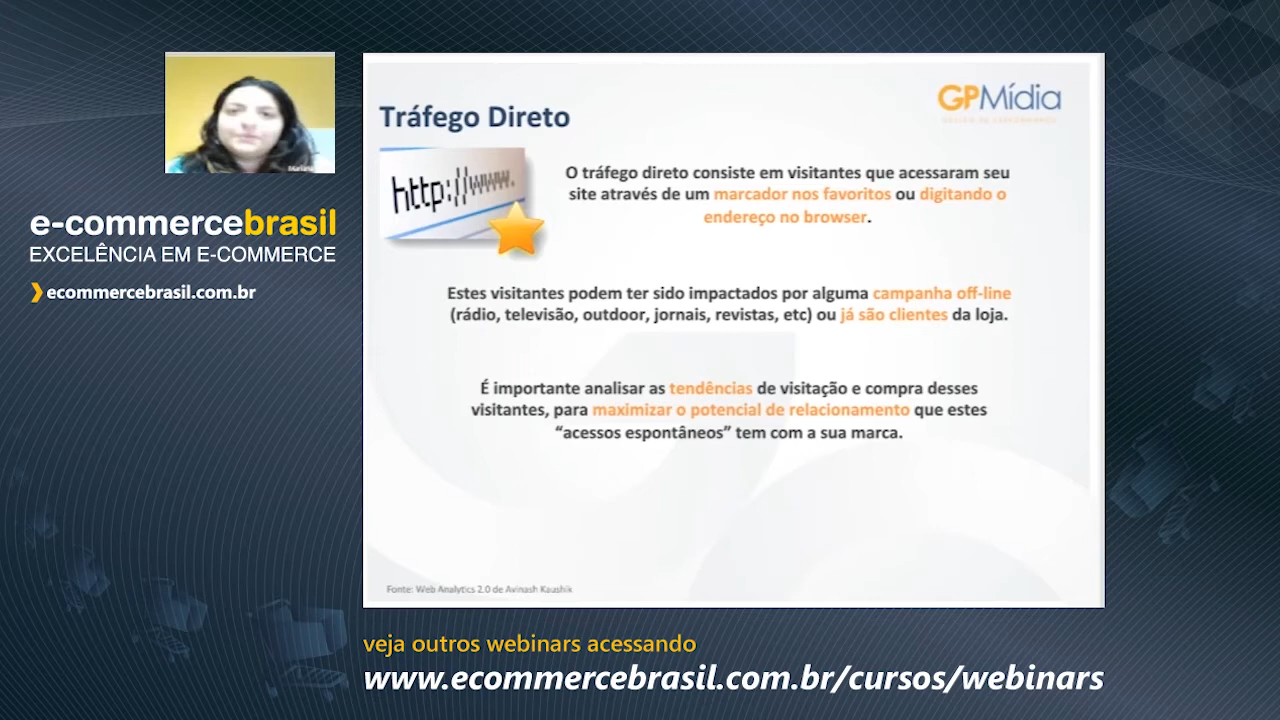 GPMídia
Tráfego Direto
http://www.
O tráfego direto consiste em visitantes que acessaram seu
site através de um marcador nos favoritos ou digitando o
endereço no browser.
Estes visitantes podem ter sido impactados por alguma campanha off-line
(rádio, televisão, outdoor, jornais, revistas, etc) ou já são clientes da loja.
É importante analisar as tendências de visitação e compra desses
visitantes, para maximizar o potencial de relacionamento que estes
“acessos espontâneos” tem com a sua marca.
Fonte: Web Analytics 2.0 de Avinash Kaushik
e-commercebrasil
EXCELÊNCIA EM E-COMMERCE
ecommercebrasil.com.br
veja outros webinars acessando
www.ecommercebrasil.com.br/cursos/webinars